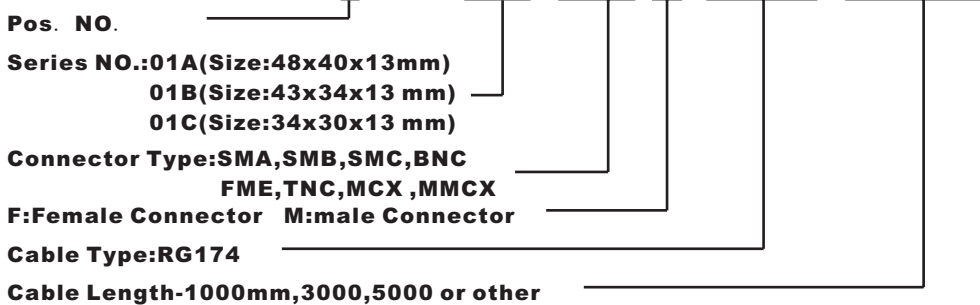 Pos. NO.
Series NO.:01A(Size:48x40x13mm)
01B(Size:43x34x13 mm)
01C(Size:34x30x13 mm)
Connector Type:SMA,SMB,SMC,BNC
FME,TNC,MCX ,MMCX
F:Female Connector M:male Connector
Cable Type:RG174
Cable Length-1000mm,3000,5000 or other